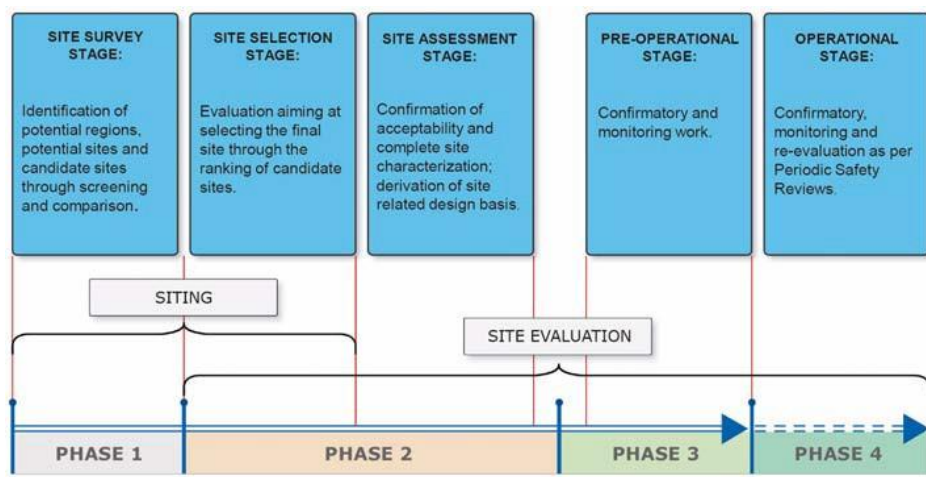 SITE SURVEY
STAGE:
Identification of
potential regions,
potential sites and
candidate sites
through screening
and comparison.
SITE SELECTION
STAGE:
Evaluation aiming at
selecting the final
site through the
ranking of candidate
sites.
SITE ASSESSMENT
STAGE:
Confirmation of
acceptability and
complete site
characterization;
derivation of site
related design basis.
PRE-OPERATIONAL
STAGE:
Confirmatory and
monitoring work.
OPERATIONAL
STAGE:
Confirmatory,
monitoring and
re-evaluation as per
Periodic Safety
Reviews.
SITING
SITE EVALUATION
PHASE 1
PHASE 2
PHASE 3
PHASE 4